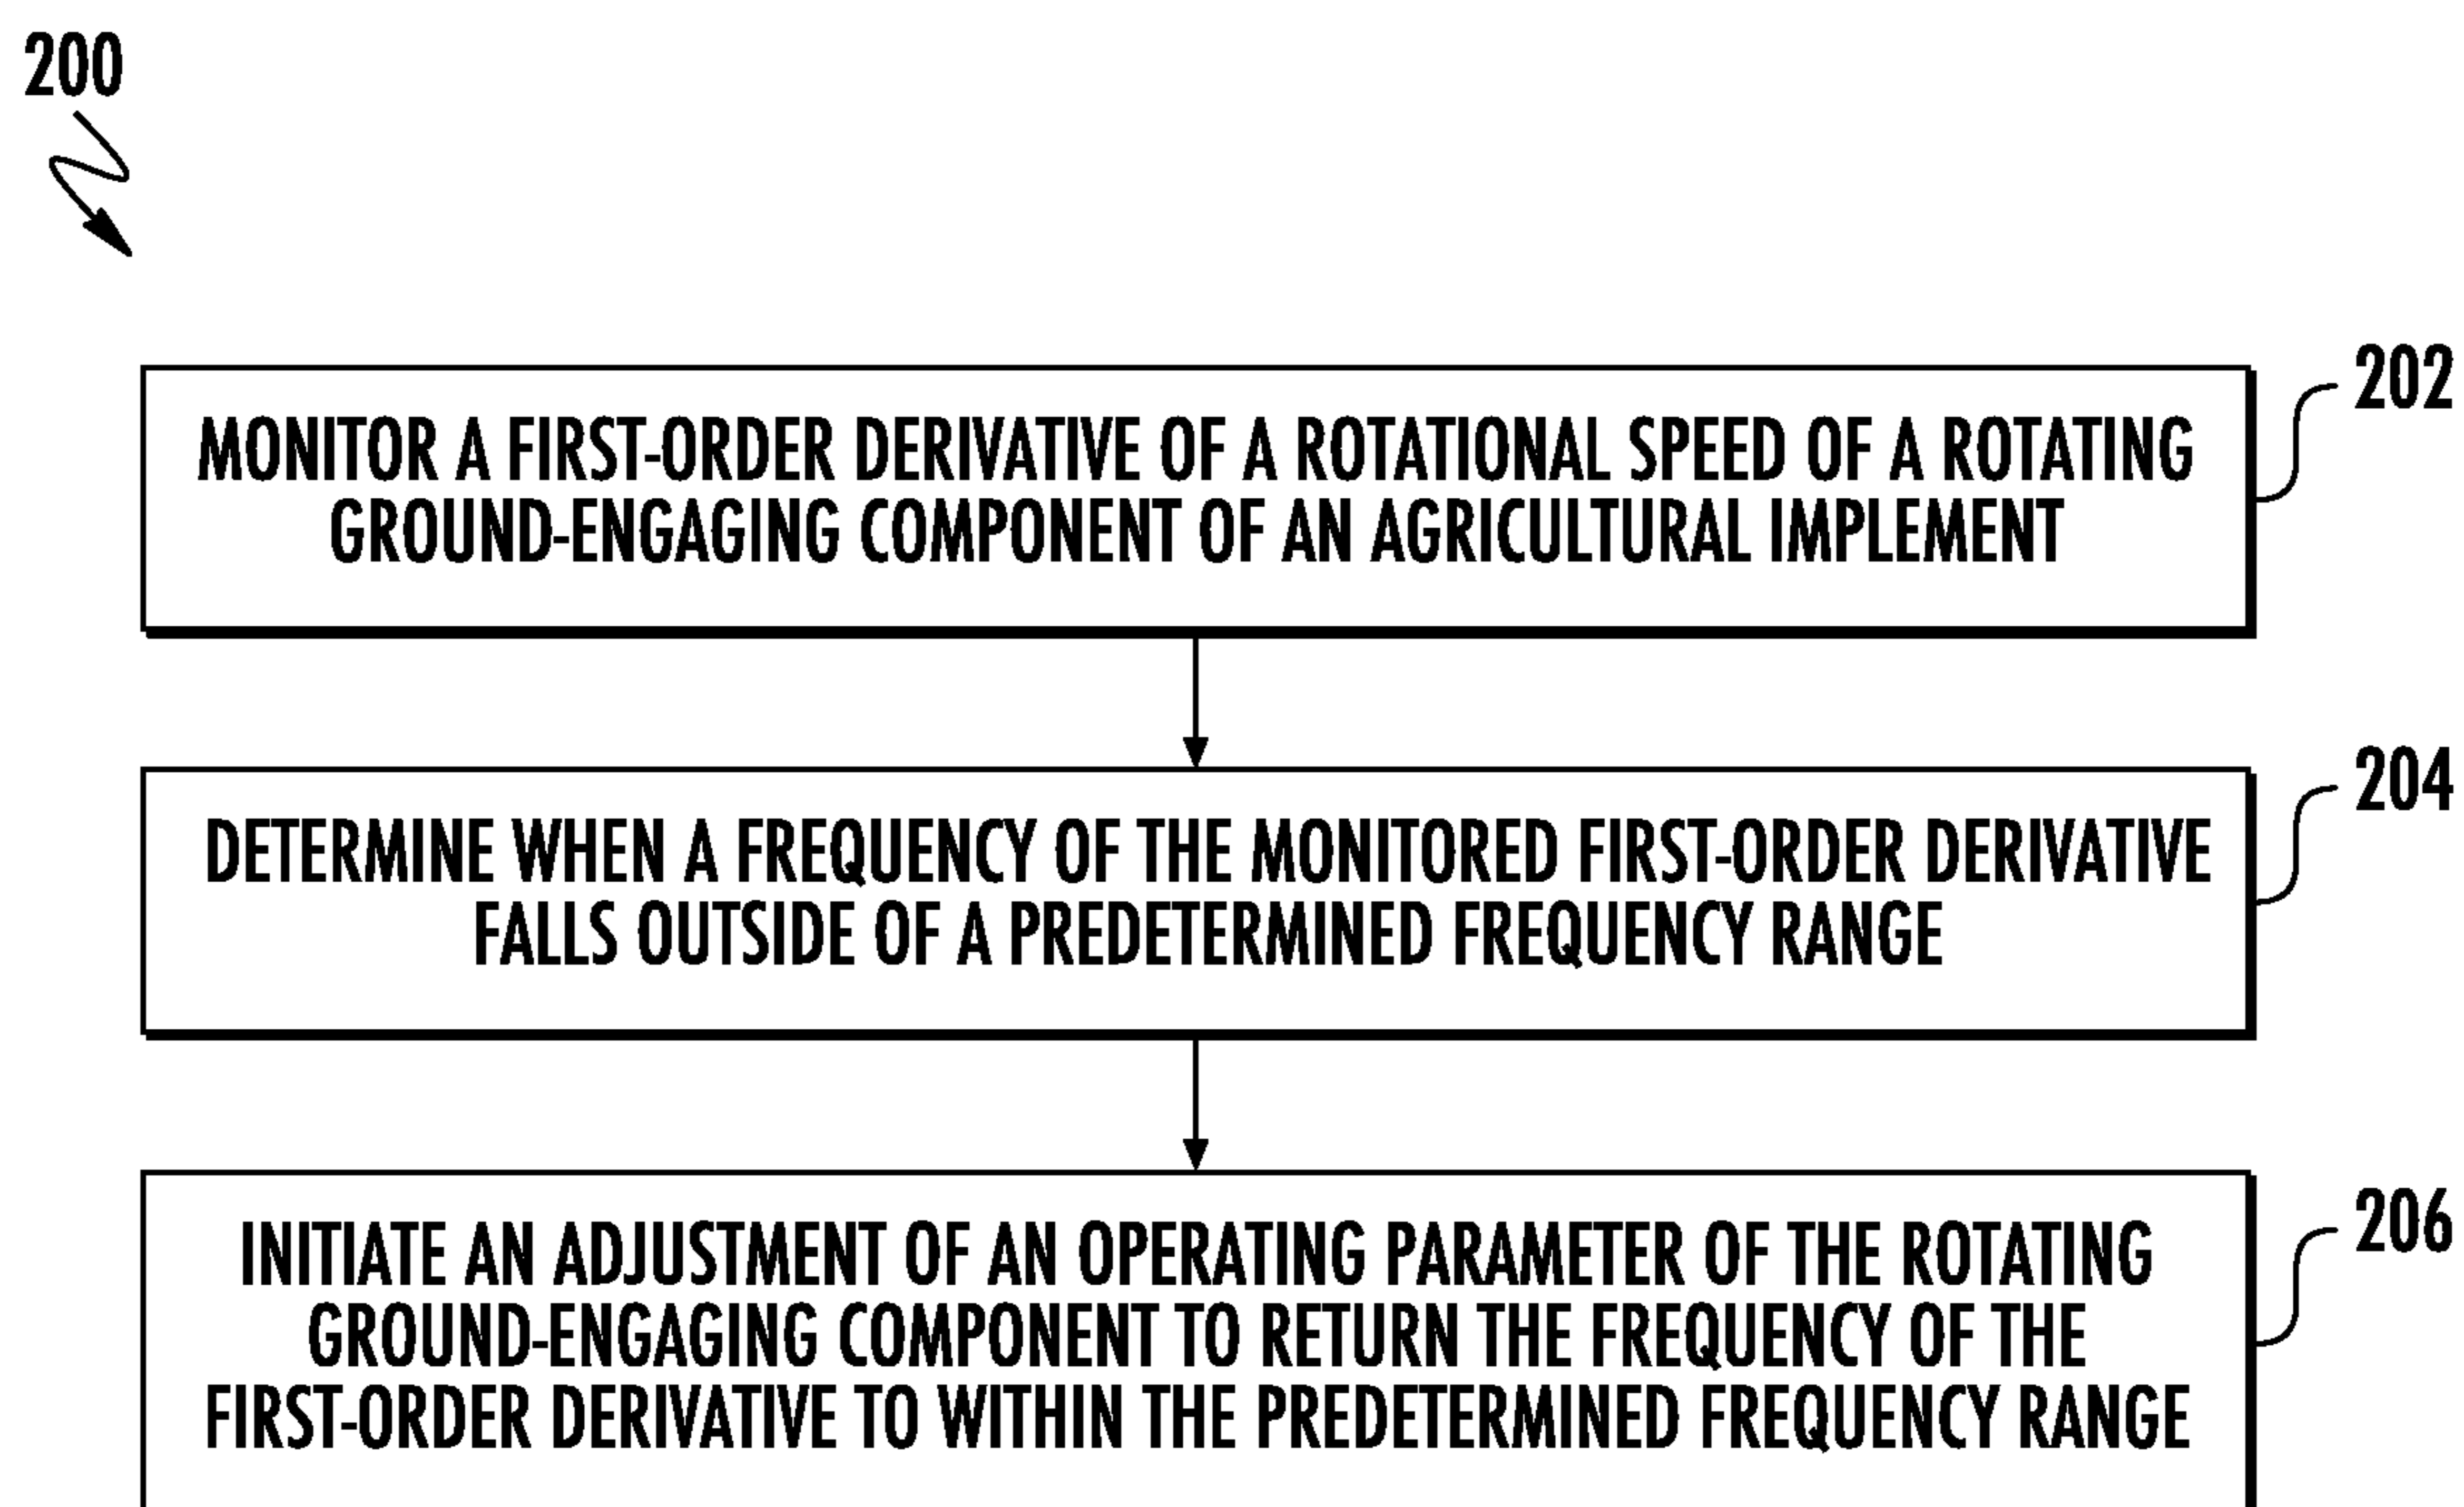 200
202
MONITOR A FIRST-ORDER DERIVATIVE OF A ROTATIONAL SPEED OF A ROTATING
GROUND-ENGAGING COMPONENT OF AN AGRICULTURAL IMPLEMENT
204
DETERMINE WHEN A FREQUENCY OF THE MONITORED FIRST-ORDER DERIVATIVE
FALLS OUTSIDE OF A PREDETERMINED FREQUENCY RANGE
206
INITIATE AN ADJUSTMENT OF AN OPERATING PARAMETER OF THE ROTATING
GROUND-ENGAGING COMPONENT TO RETURN THE FREQUENCY OF THE
FIRST-ORDER DERIVATIVE TO WITHIN THE PREDETERMINED FREQUENCY RANGE